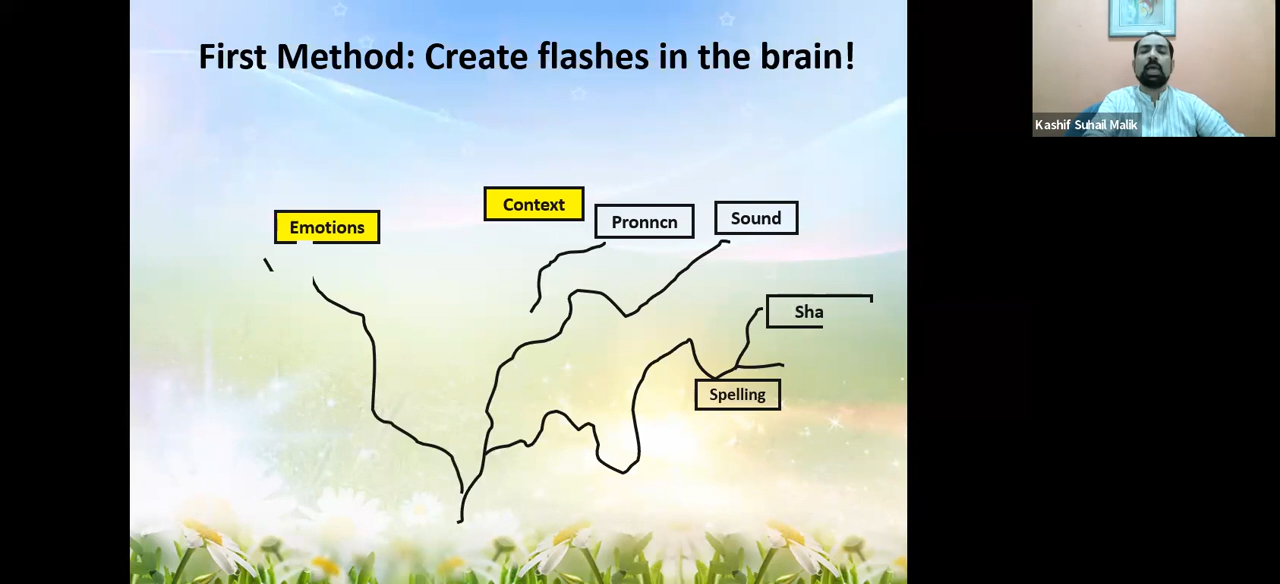 First Method: Create flashes in the brain!
Kashif Suhail Malik
Context
Emotions
Pronncn
Sound
Sha
Spelling